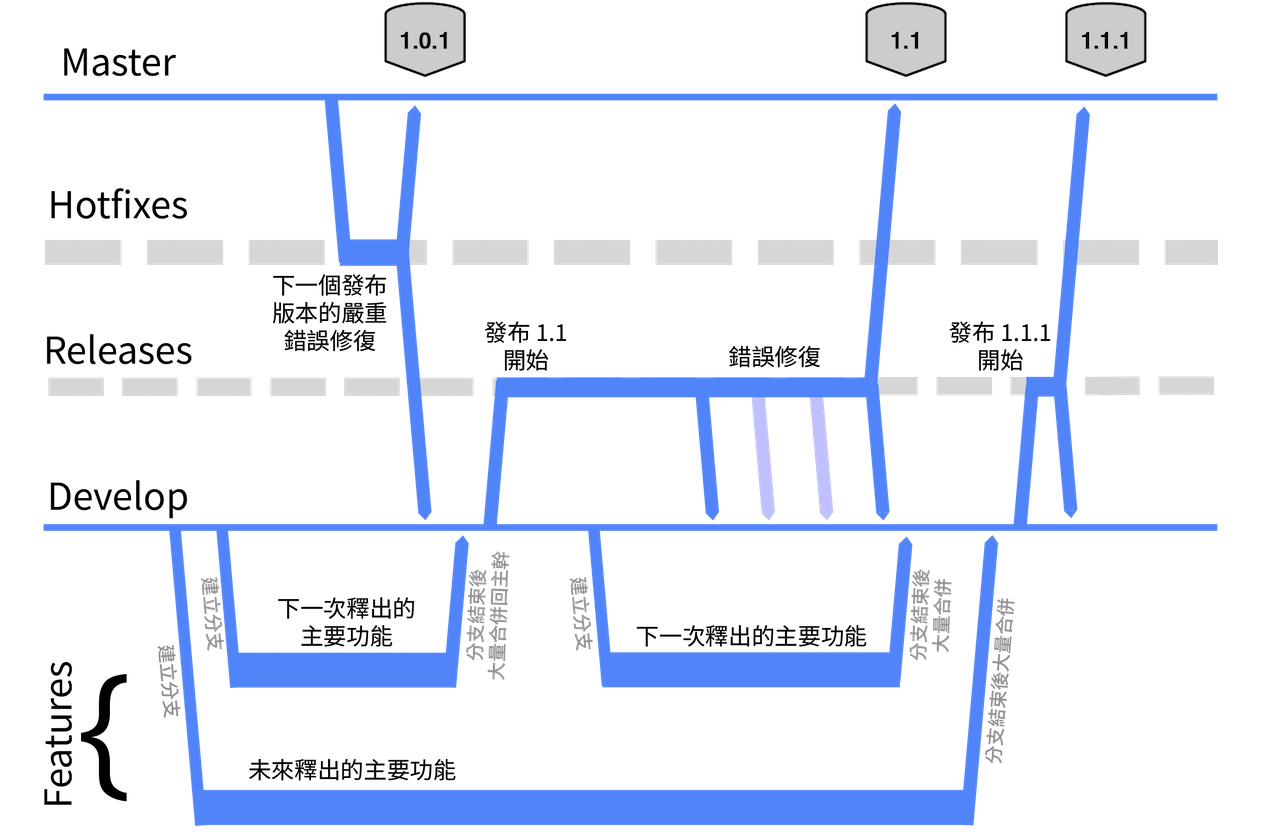 1.0.1
1.1
1.1.1
Master
Hotfixes
下一個發布
版本的嚴重
錯誤修復
Releases
發布 1.1
開始
錯誤修復
發布 1.1.1
開始
Develop
建立分支
建立分支
下一次釋出的
主要功能
分支結束後
大量合併回主幹
建立分支
下一次釋出的主要功能
分支結束後
大量合併
分支結束後大量合併
Features
{
未來釋出的主要功能